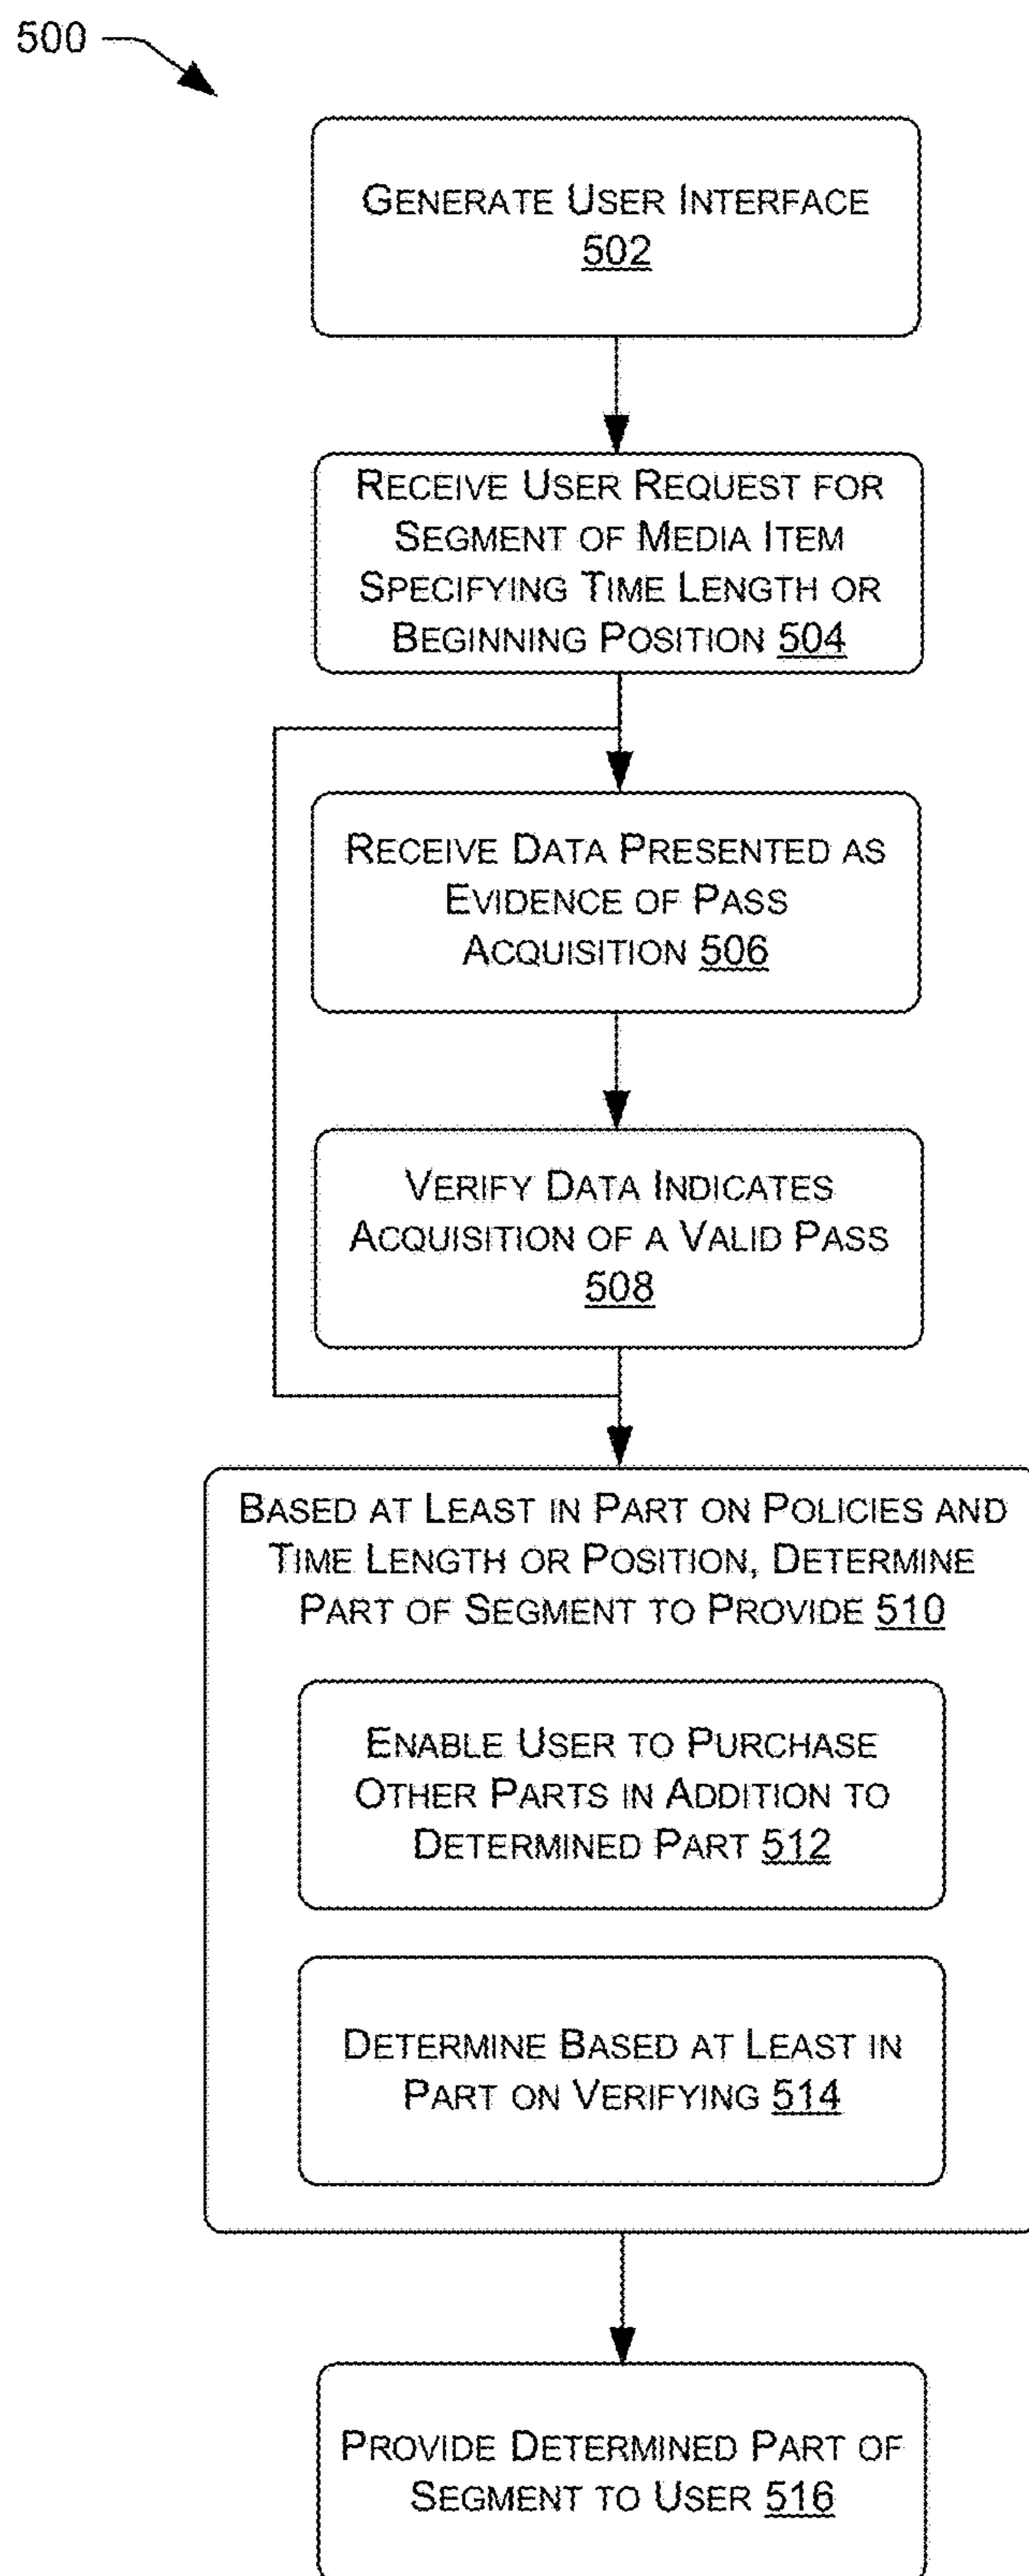 500
GENERATE USER INTERFACE
502
RECEIVE USER REQUEST FOR
SEGMENT OF MEDIA ITEM
SPECIFYING TIME LENGTH OR
BEGINNING POSITION 504
RECEIVE DATA PRESENTED AS
EVIDENCE OF PASS
ACQUISITION 506
VERIFY DATA INDICATES
ACQUISITION OF A VALID PASS
508
BASED AT LEAST IN PART ON POLICIES AND
TIME LENGTH OR POSITION, DETERMINE
PART OF SEGMENT TO PROVIDE 510
ENABLE USER TO PURCHASE
OTHER PARTS IN ADDITION TO
DETERMINED PART 512
DETERMINE BASED AT LEAST IN
PART ON VERIFYING 514
PROVIDE DETERMINED PART OF
SEGMENT TO USER 516